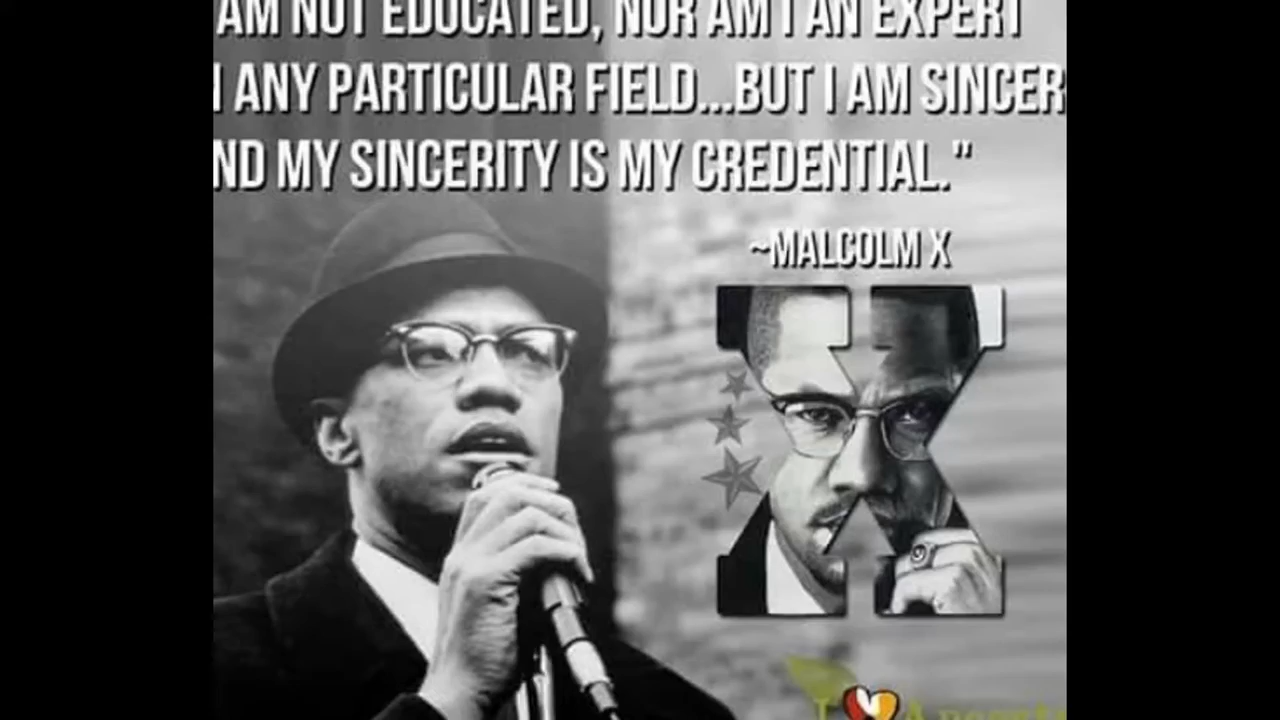 AM NOT EDUCATED, NOR AM I AN EXPERT
ANY PARTICULAR FIELD...BUT I AM SINCER
ND MY SINCERITY IS MY CREDENTIAL."
~MALCOLM X
X
I